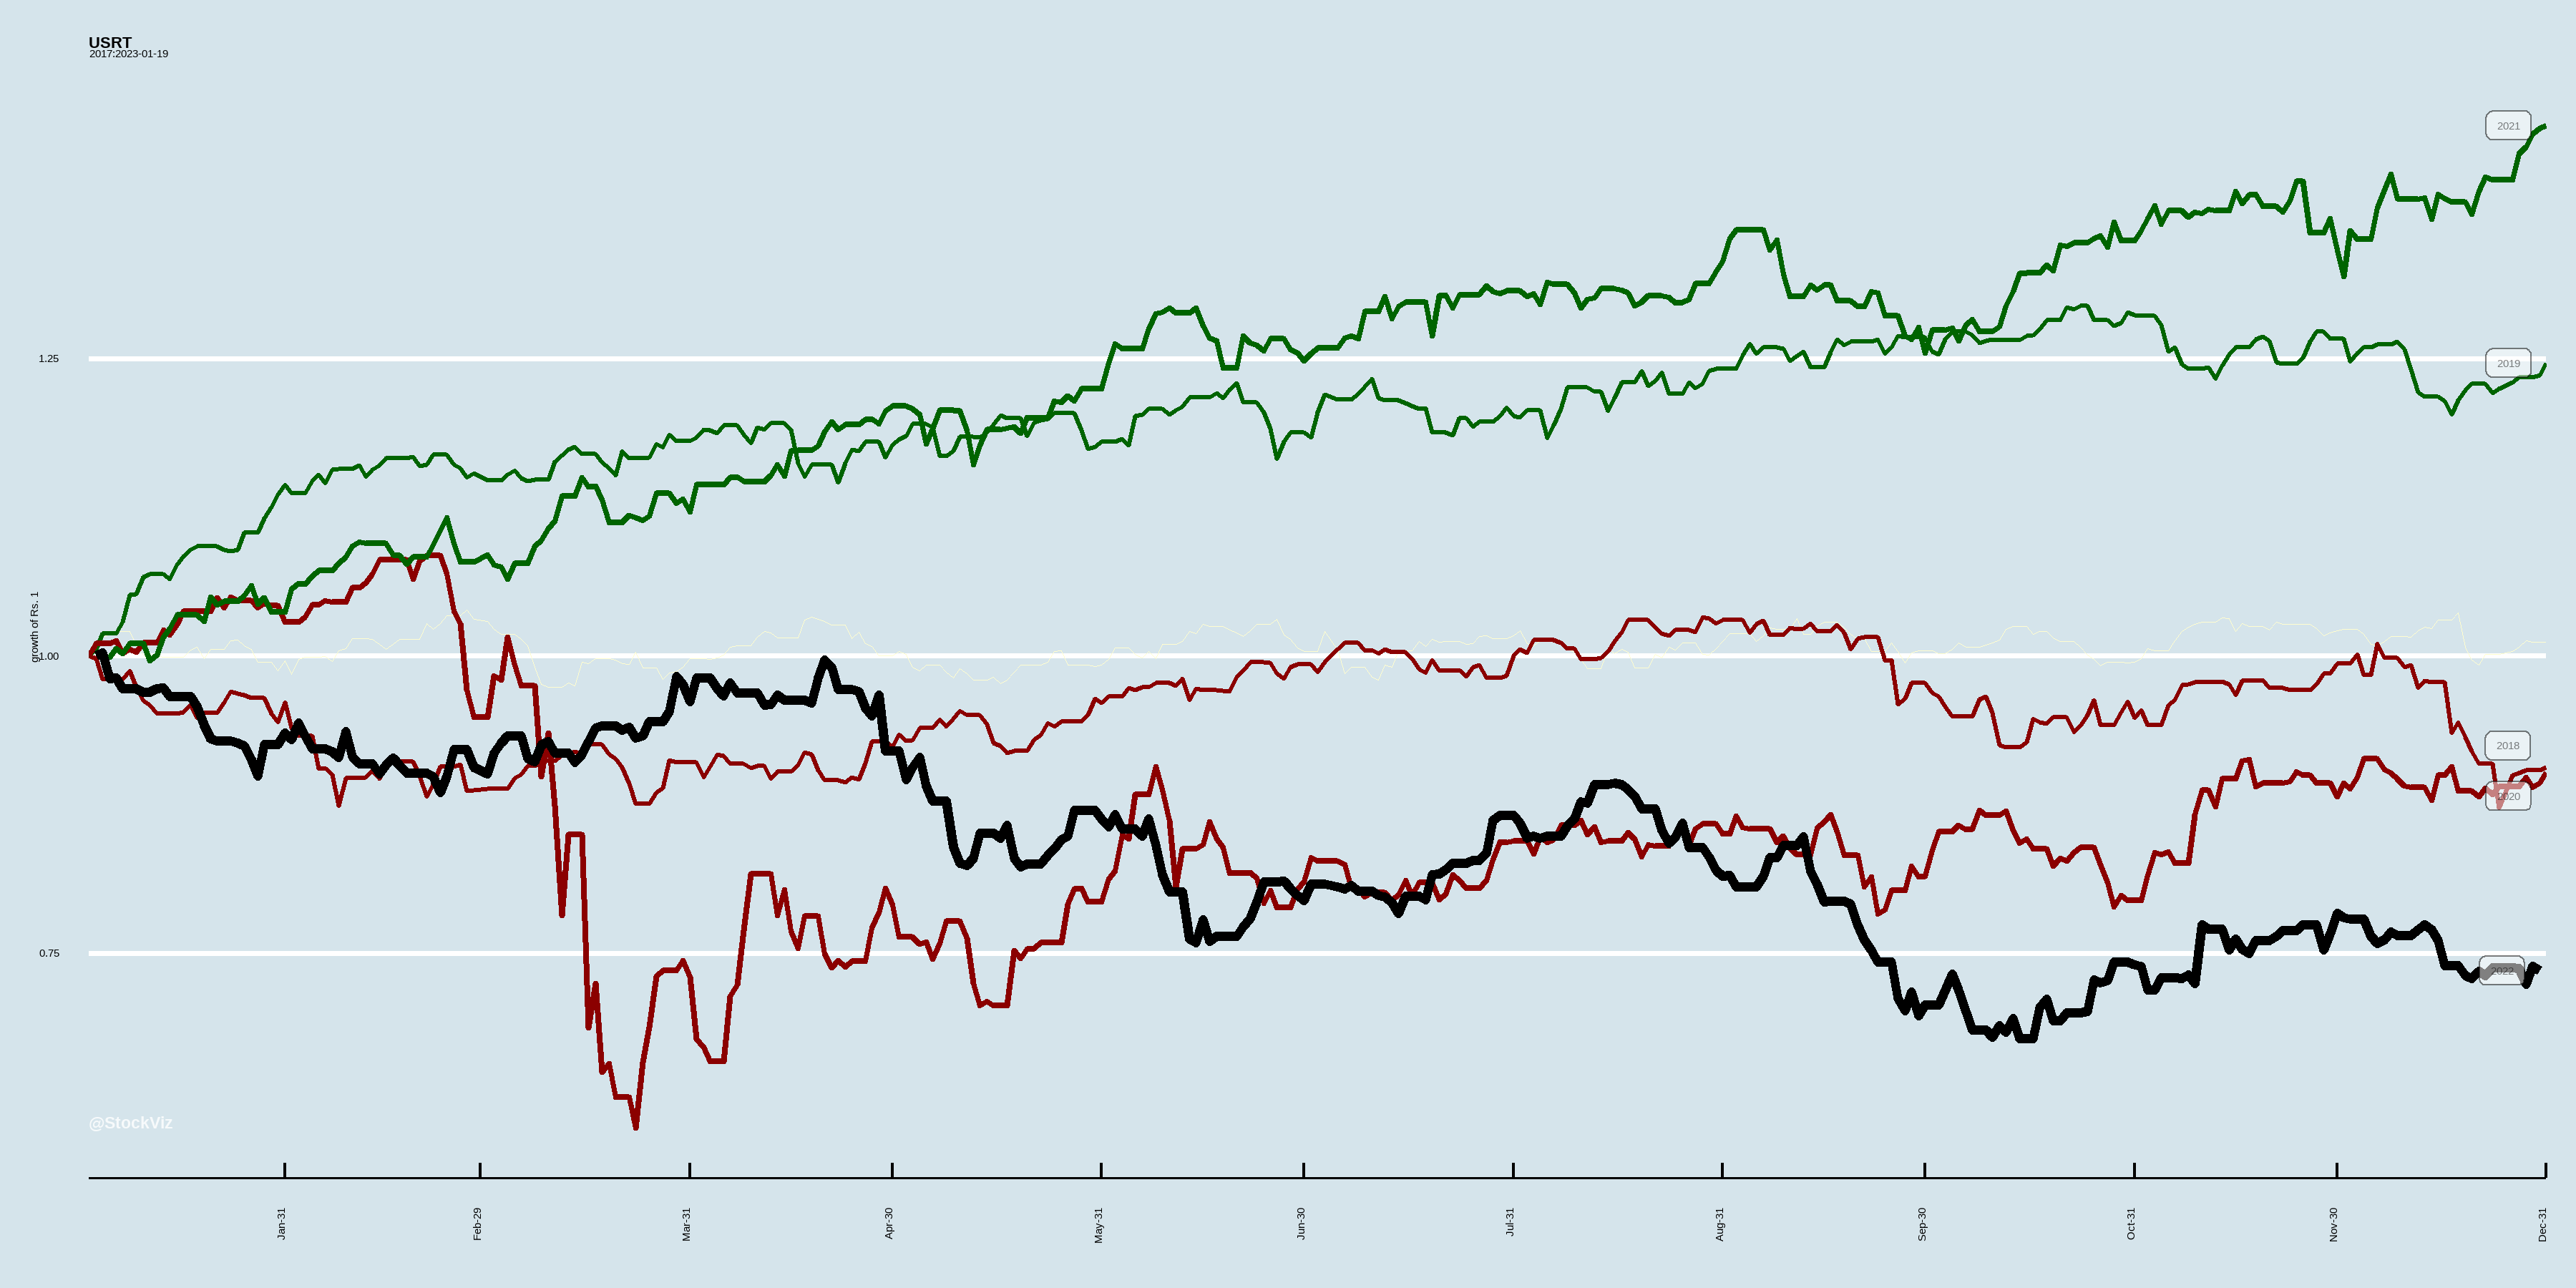 USRT
2017:2023-01-19
2021
1.25
2019
growth of Rs. 1
1.00
2018
2020
0.75
2022
@StockViz
Jan-31
Feb-29
Mar-31
Apr-30
May-31
Jun-30
Jul-31
Aug-31
Sep-30
Oct-31
Nov-30
Dec-31